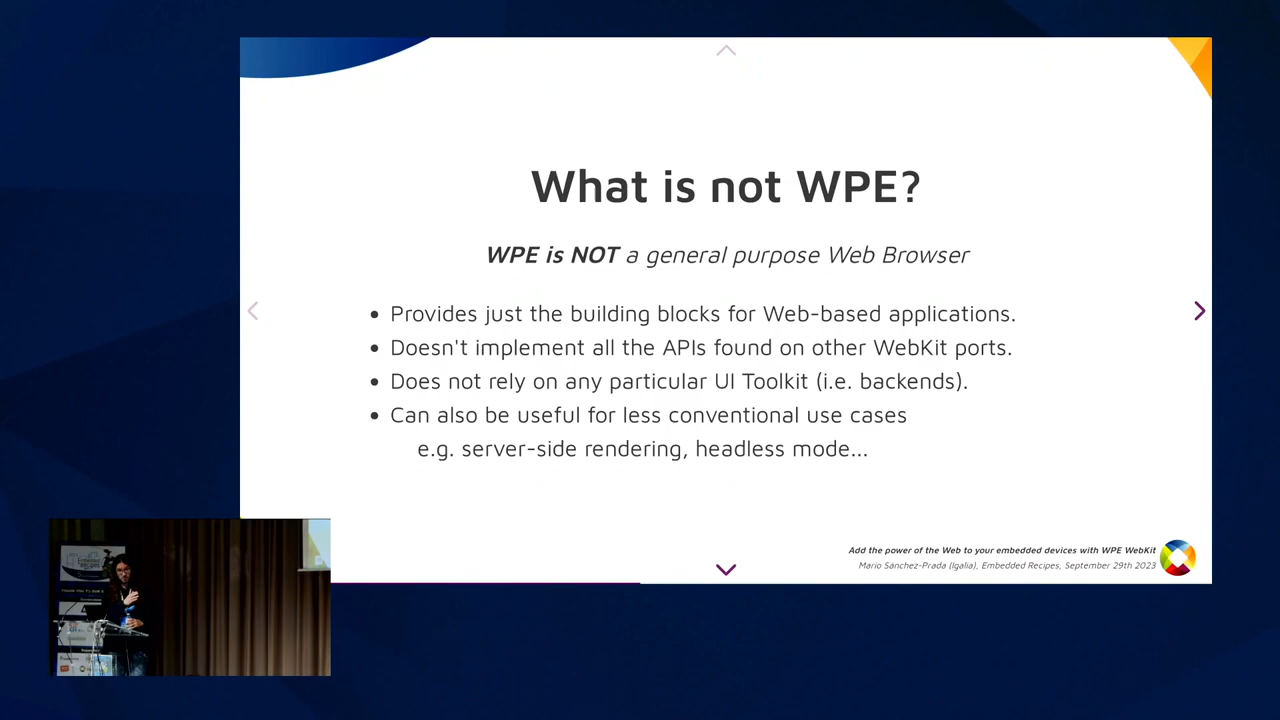 What is not WPE?
WPE is NOT a general purpose Web Browser
Provides just the building blocks for Web-based applications.
Doesn't implement all the APIs found on other WebKit ports.
Does not rely on any particular UI Toolkit (i.e. backends).
Can also be useful for less conventional use cases
e.g. server-side rendering, headless mode...
Add the power of the Web to your embedded devices with WPE WebKit
Mario Sánchez-Prada (Igalia), Embedded Recipes, September 29th 2023